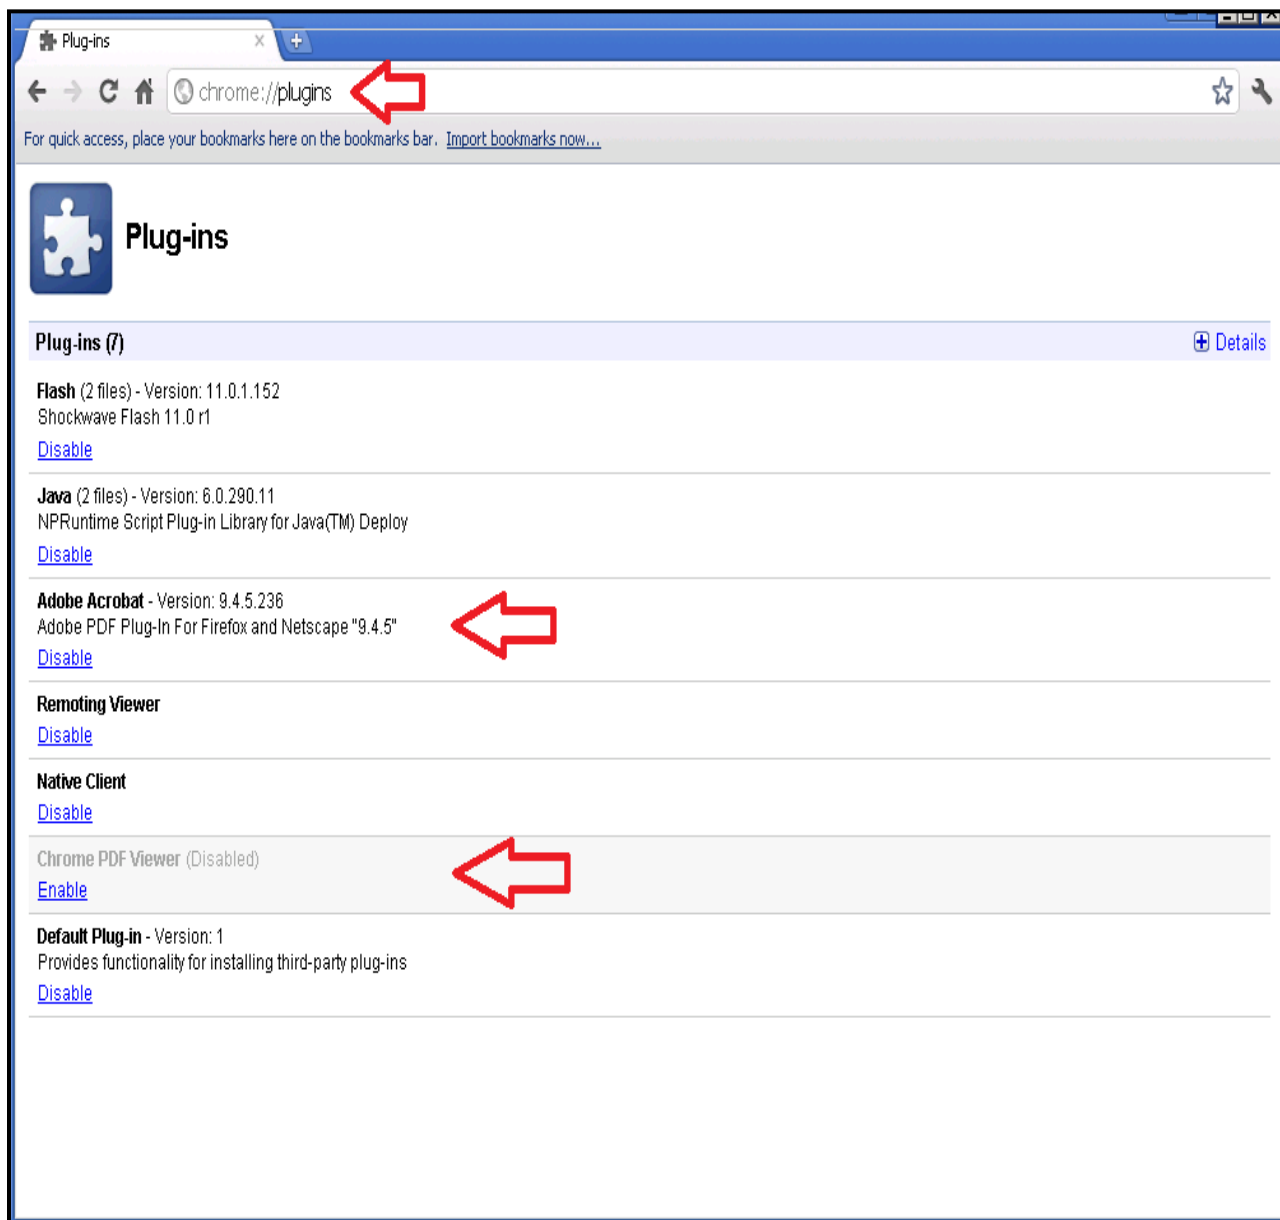 Plug-ins
chrome://plugins
For quick access, place your bookmarks here on the bookmarks bar. Import bookmarks now...
Plug-ins
Plug-ins (7)
Details
Flash (2 files) - Version: 11.0.1.152
Shockwave Flash 11.0 r1
Disable
Java (2 files) - Version: 6.0.290.11
NPRuntime Script Plug-in Library for Java(TM) Deploy
Disable
Adobe Acrobat - Version: 9.4.5.236
Adobe PDF Plug-In For Firefox and Netscape "9.4.5"
Disable
Remoting Viewer
Disable
Native Client
Disable
Chrome PDF Viewer (Disabled)
Enable
Default Plug-in - Version: 1
Provides functionality for installing third-party plug-ins
Disable